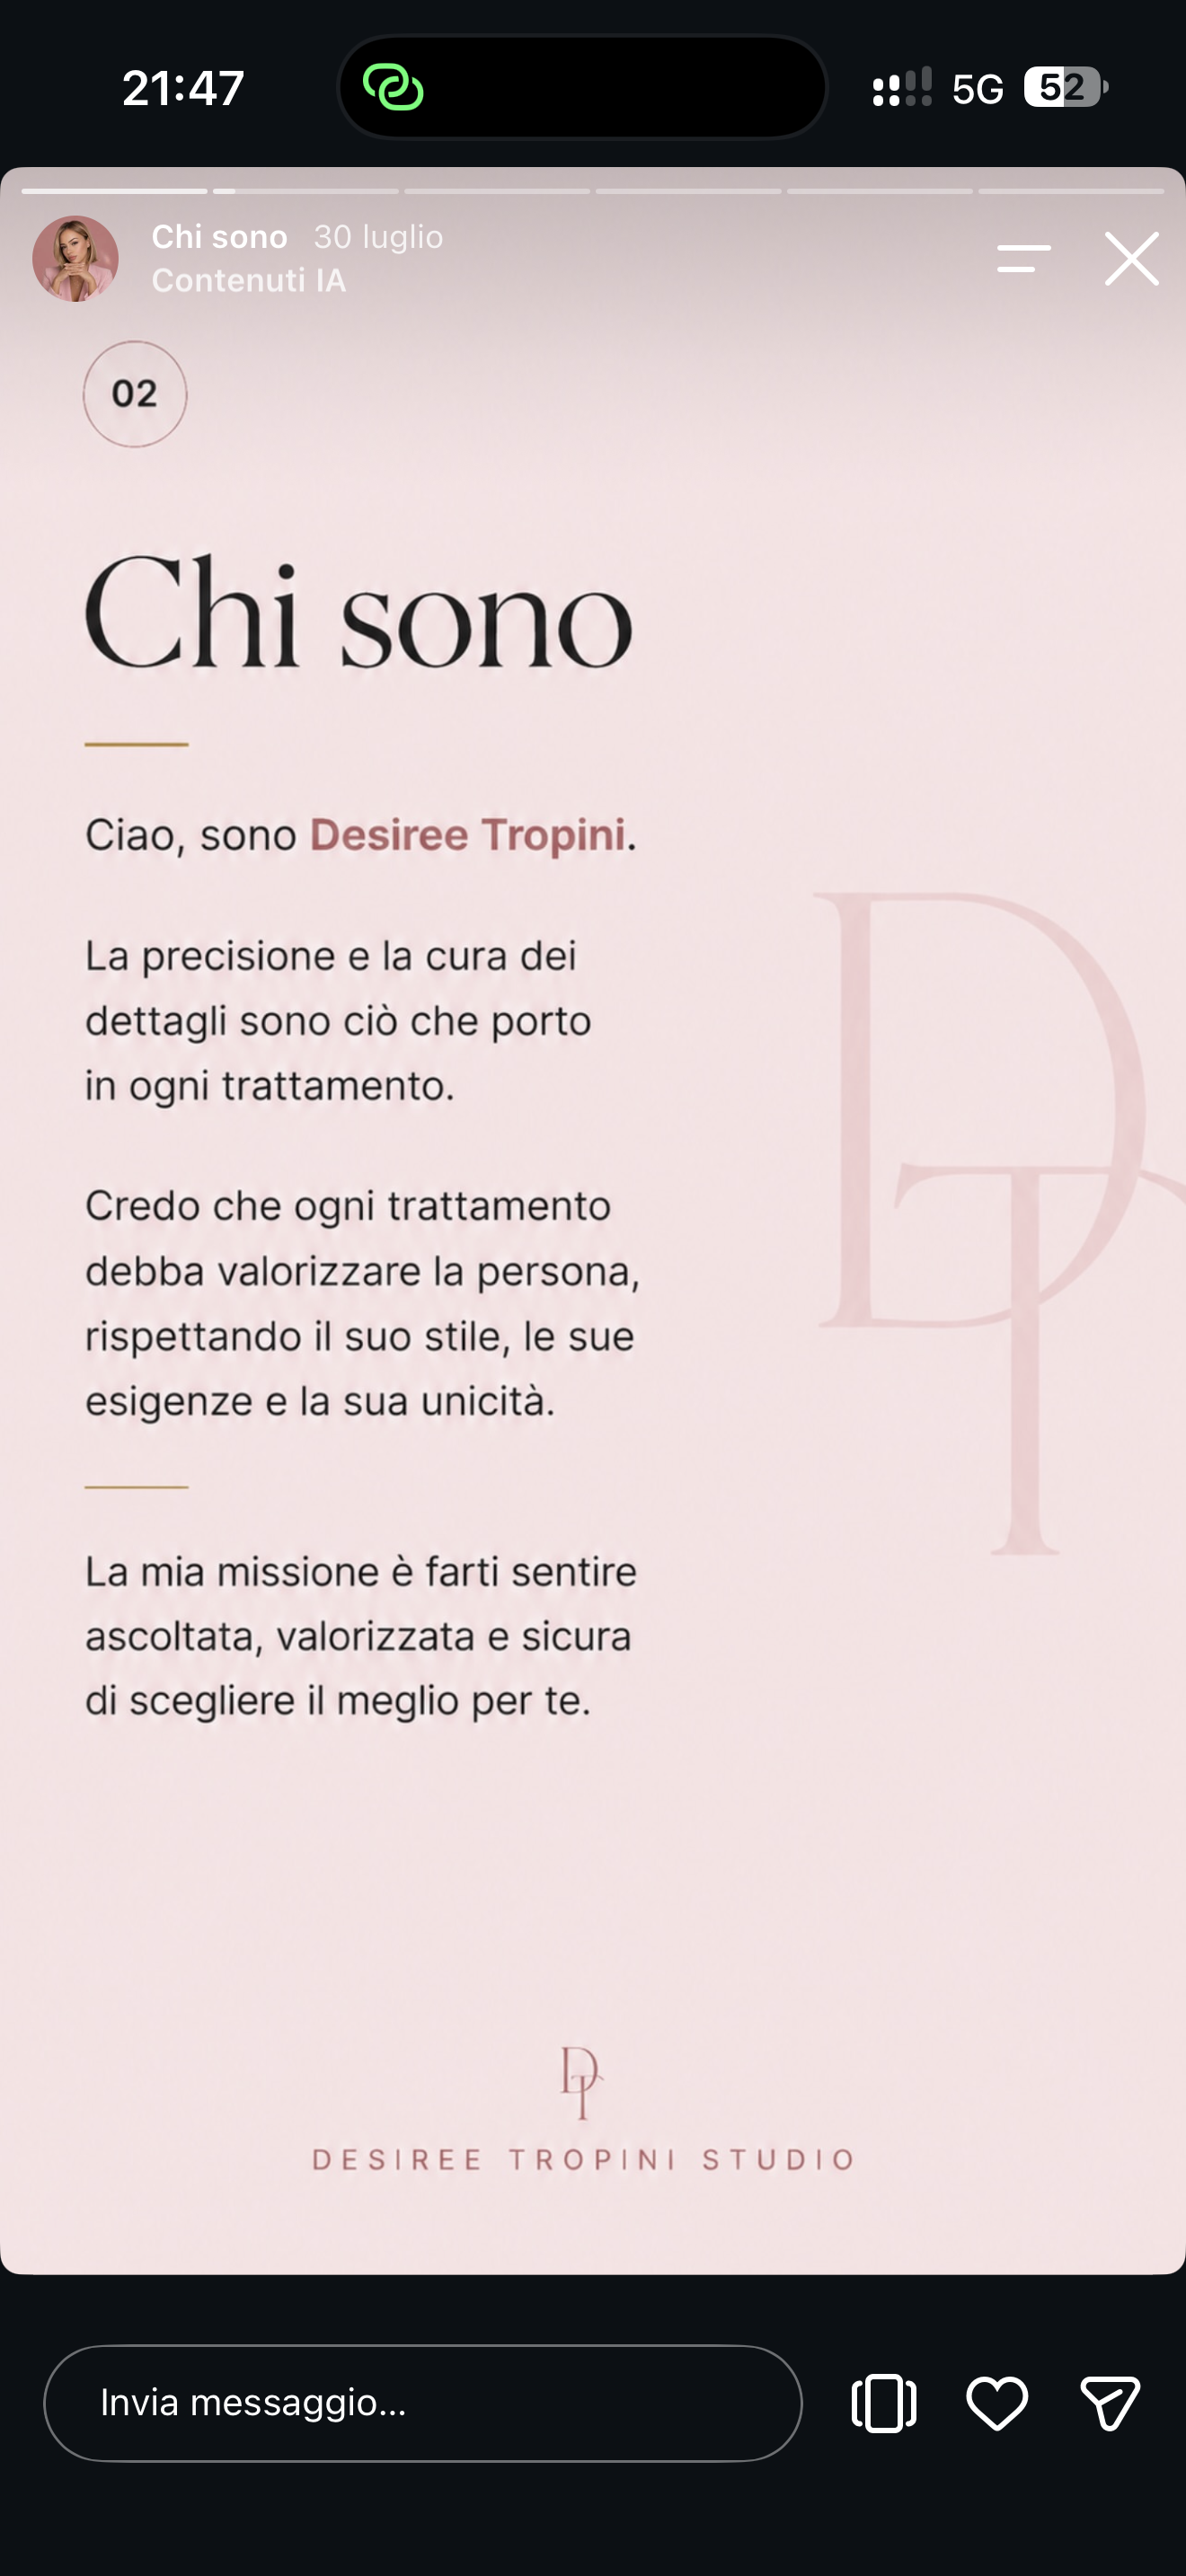 21:47
5G
52
Chi sono 30 luglio
Contenuti IA
02
Chi sono
Ciao, sono Desiree Tropini.
La precisione e la cura dei
dettagli sono ciò che porto
in ogni trattamento.
Credo che ogni trattamento
debba valorizzare la persona,
rispettando il suo stile, le sue
esigenze e la sua unicità.
La mia missione è farti sentire
ascoltata, valorizzata e sicura
di scegliere il meglio per te.
DT
DT
DESIREE TROPINI STUDIO
Invia messaggio...